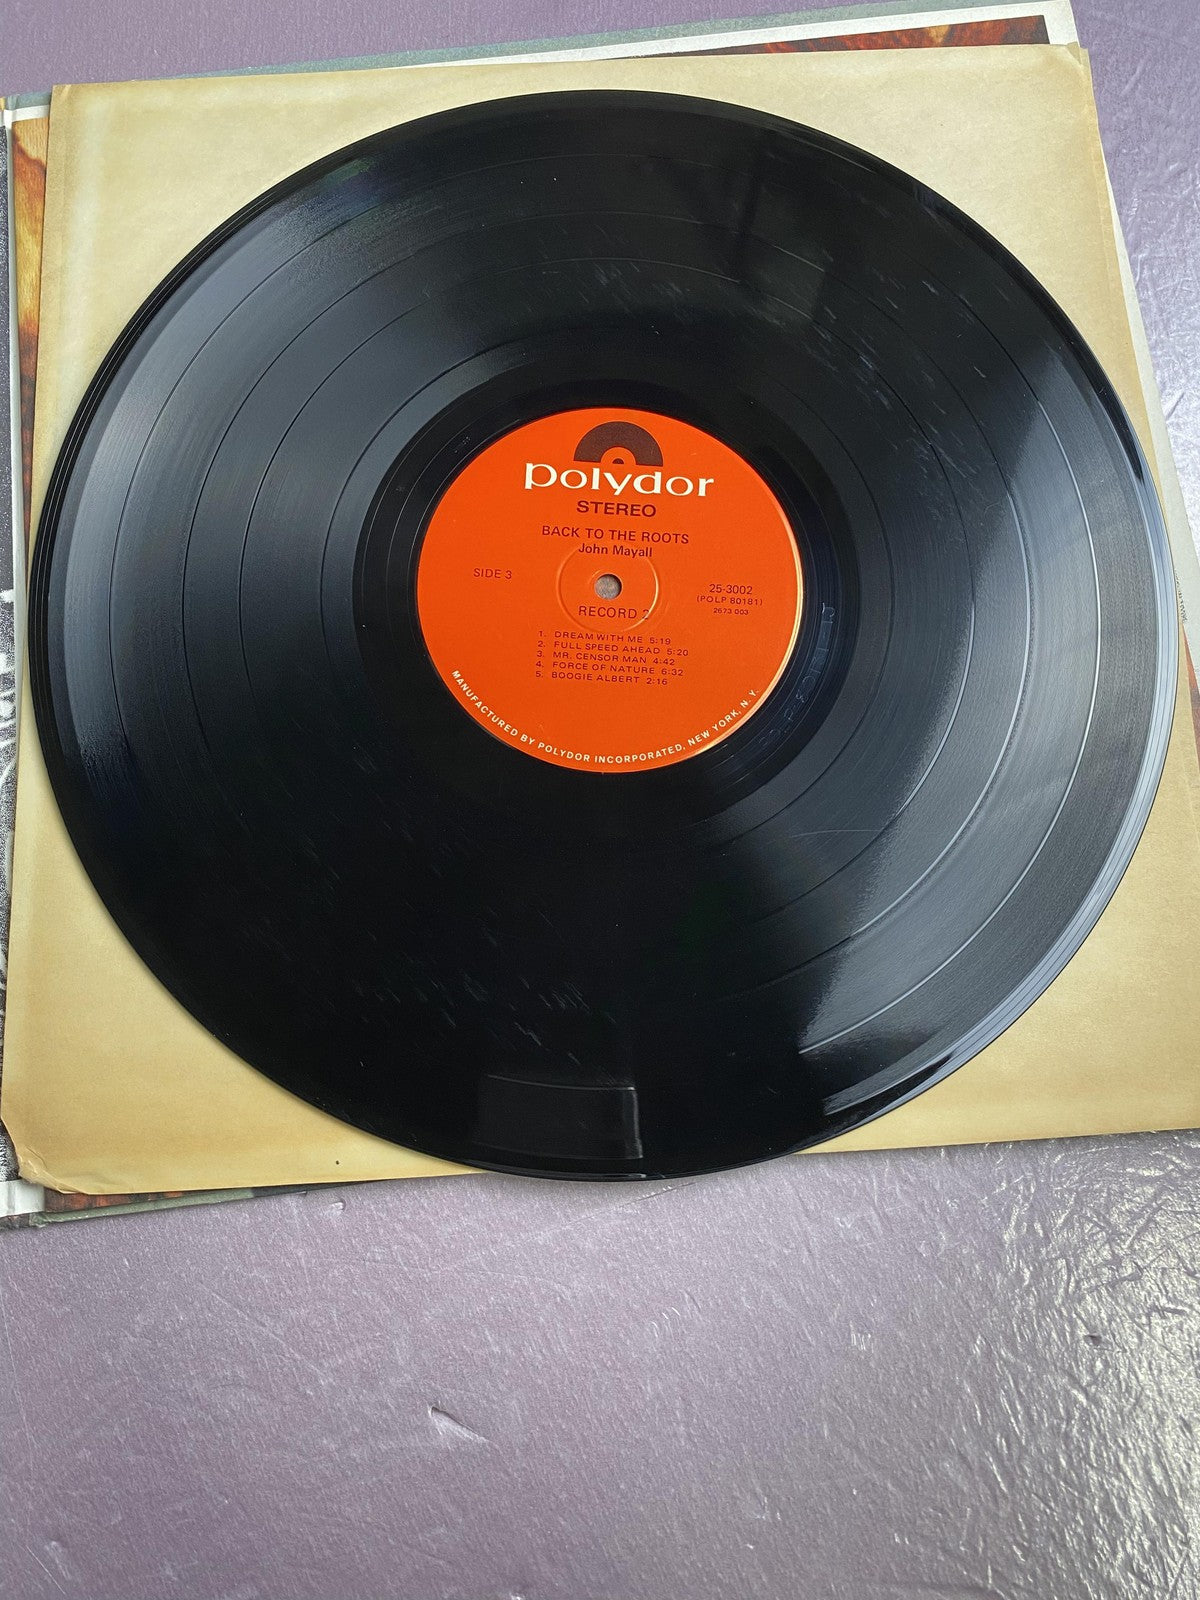 polydor
STEREO
BACK TO THE ROOTS
John Mayall
SIDE 3
25-3002
(POLP 80181)
2673 003
RECORD 2
1. DREAM WITH ME 5:19
2. FULL SPEED AHEAD 5:20
3. MR. CENSOR MAN 4:42
4. FORCE OF NATURE 6:32
5. BOOGIE ALBERT 2:16
MANUFACTURED BY POLYDOR INCORPORATED, NEW YORK, N. Y.